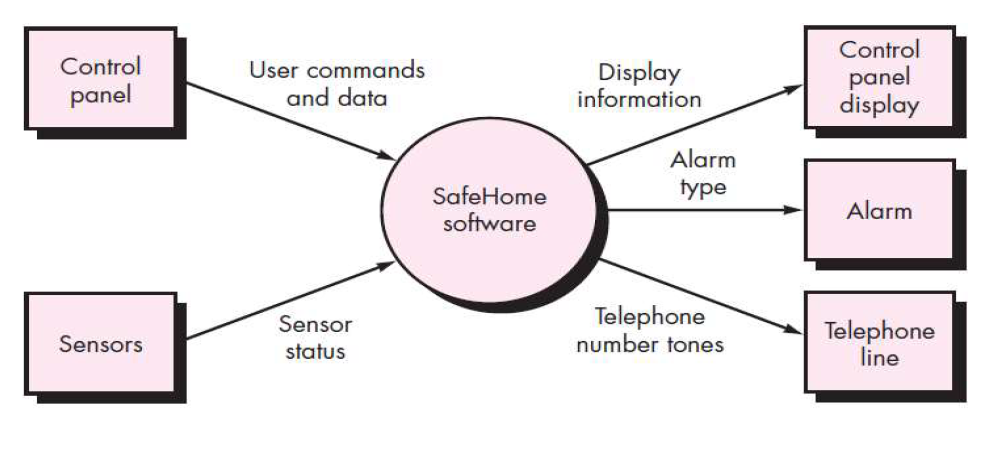 Control
panel
User commands
and data
Display
information
Control
panel
display
Alarm
type
SafeHome
software
Alarm
Sensors
Sensor
status
Telephone
number tones
Telephone
line